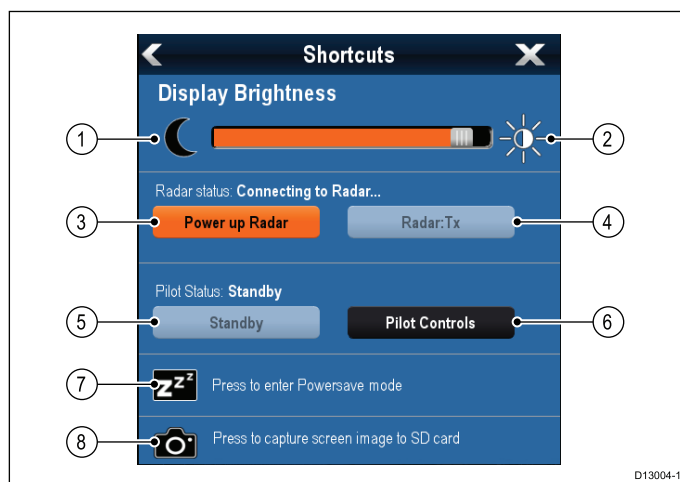 Shortcuts
Display Brightness
1
2
Radar status: Connecting to Radar...
3
Power up Radar
Radar:Tx
4
Pilot Status: Standby
5
Standby
Pilot Controls
6
7
zzz
Press to enter Powersave mode
8
Press to capture screen image to SD card
D13004-1